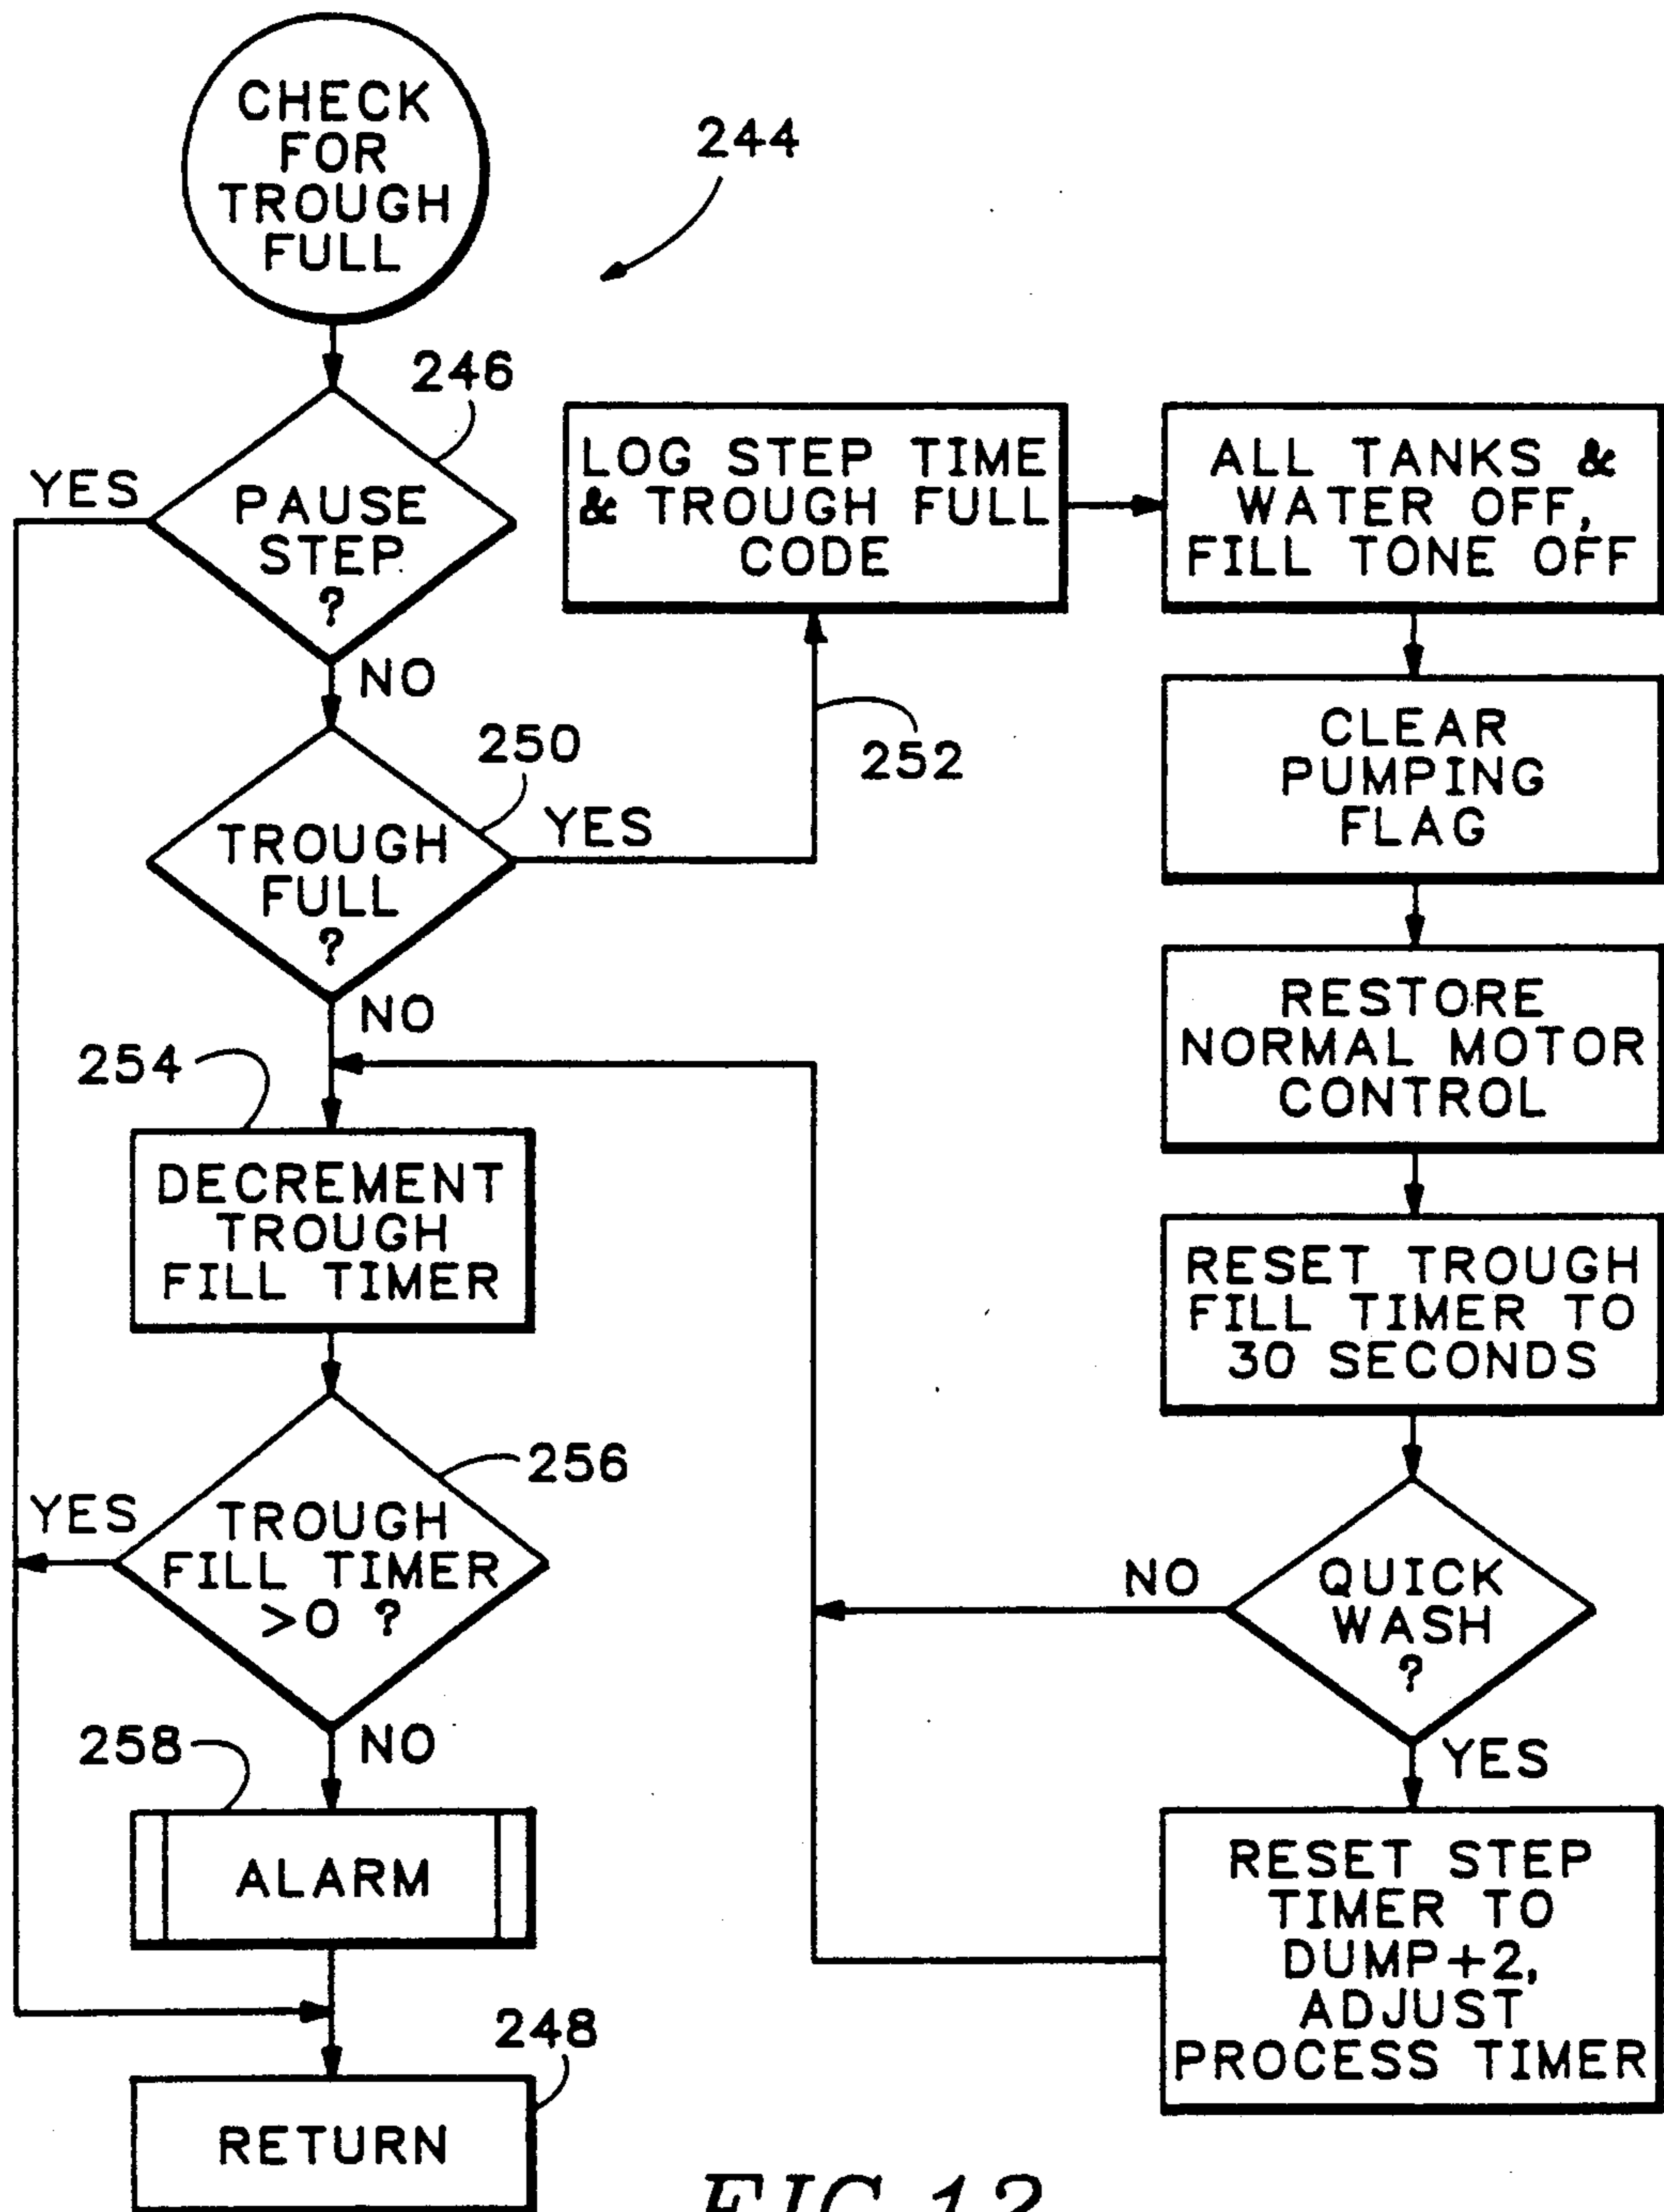 CHECK
FOR
TROUGH
FULL
244
246
YES
PAUSE
STEP
?
NO
250
TROUGH
FULL
?
YES
252
NO
LOG STEP TIME
& TROUGH FULL
CODE
ALL TANKS &
WATER OFF,
FILL TONE OFF
CLEAR
PUMPING
FLAG
RESTORE
NORMAL MOTOR
CONTROL
RESET TROUGH
FILL TIMER TO
30 SECONDS
QUICK
WASH
?
NO
YES
RESET STEP
TIMER TO
DUMP+2,
ADJUST
PROCESS TIMER
254
DECREMENT
TROUGH
FILL TIMER
256
YES
TROUGH
FILL TIMER
>0 ?
NO
258
ALARM
248
RETURN
FIG.12